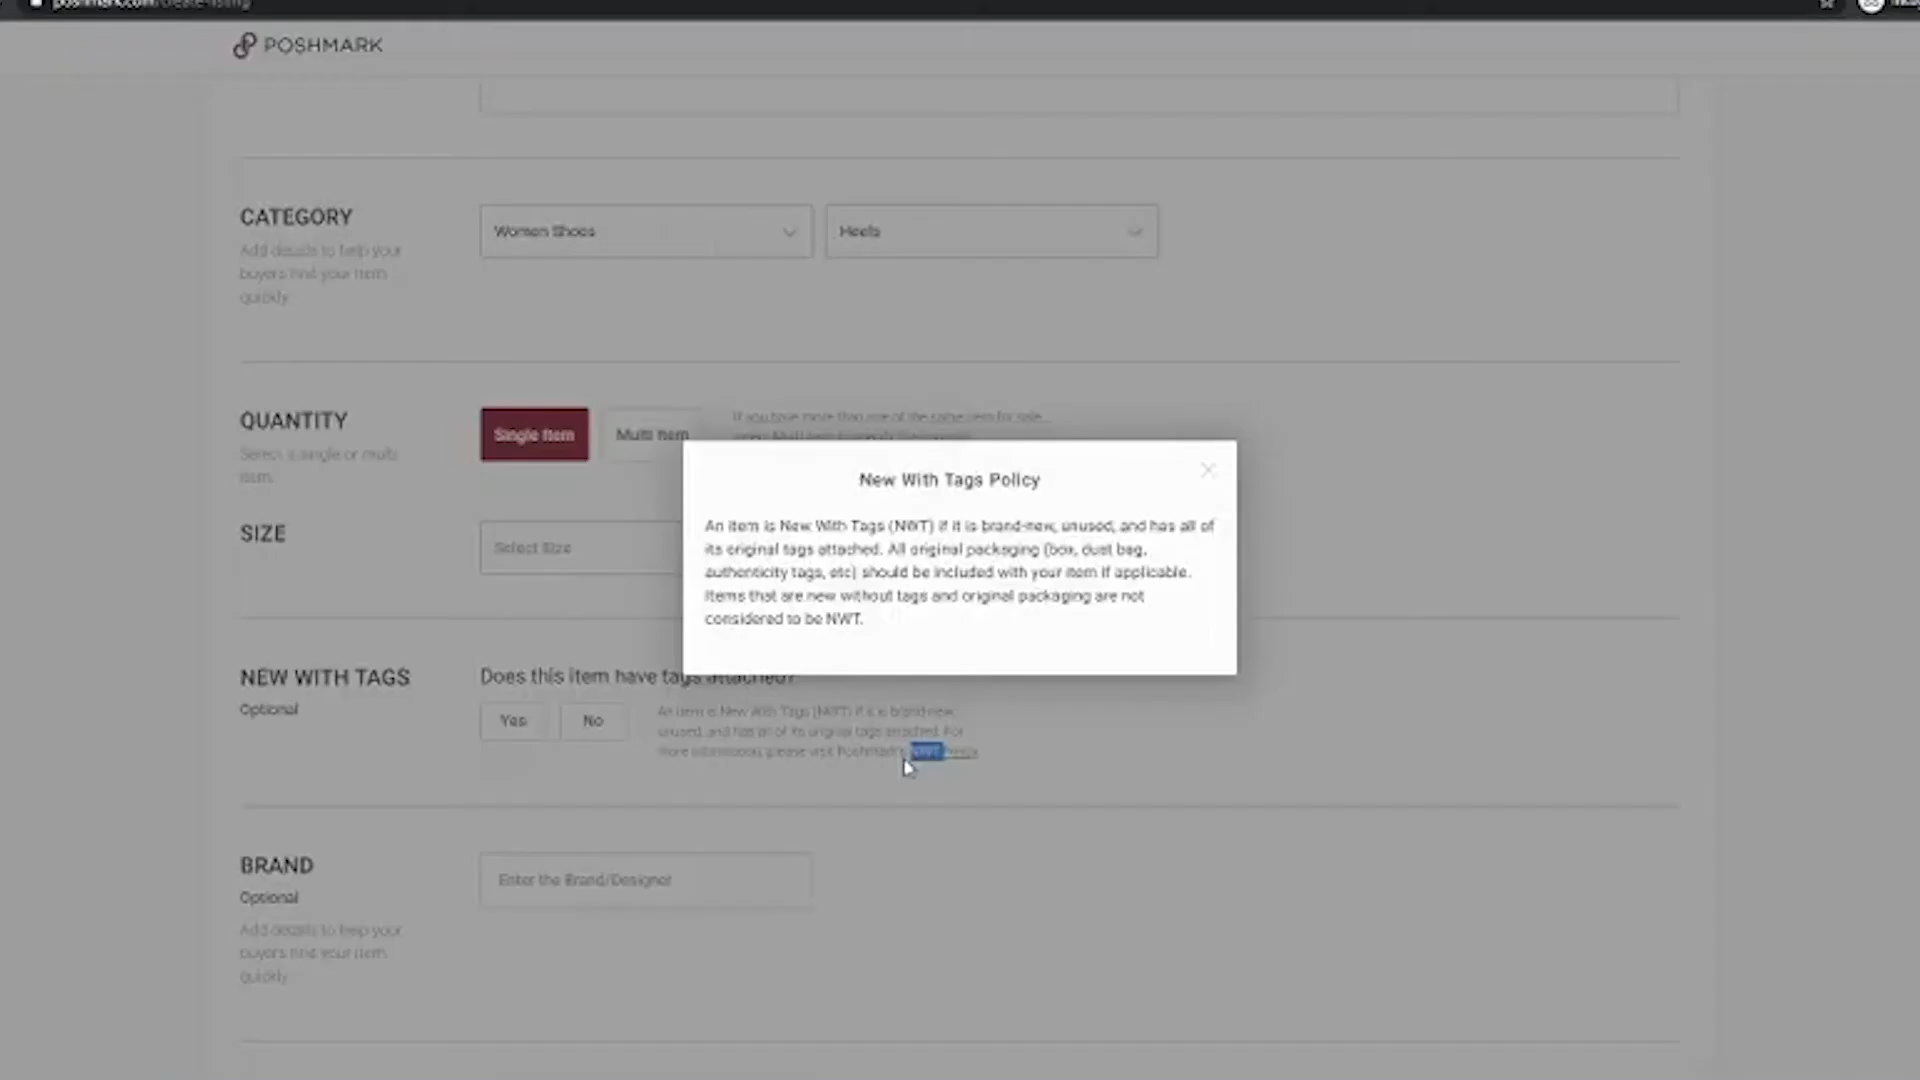 poshmark.com/create-listing
POSHMARK
CATEGORY
Add details to help your
buyers find your item
quickly.
Women Shoes
Heels
QUANTITY
Select a single or multi
item.
Single Item
Multi Item
If you have more than one of the same item for sale
SIZE
Select Size
New With Tags Policy
An item is New With Tags (NWT) if it is brand-new, unused, and has all of
its original tags attached. All original packaging (box, dust bag,
authenticity tags, etc) should be included with your item if applicable.
Items that are new without tags and original packaging are not
considered to be NWT.
NEW WITH TAGS
Optional
Does this item have tags attached?
Yes
No
An item is New With Tags (NWT) if it is brand-new,
unused, and has all of its original tags attached. For
more information, please visit Poshmark's NWT Policy
BRAND
Optional
Add details to help your
buyers find your item
quickly.
Enter the Brand/Designer